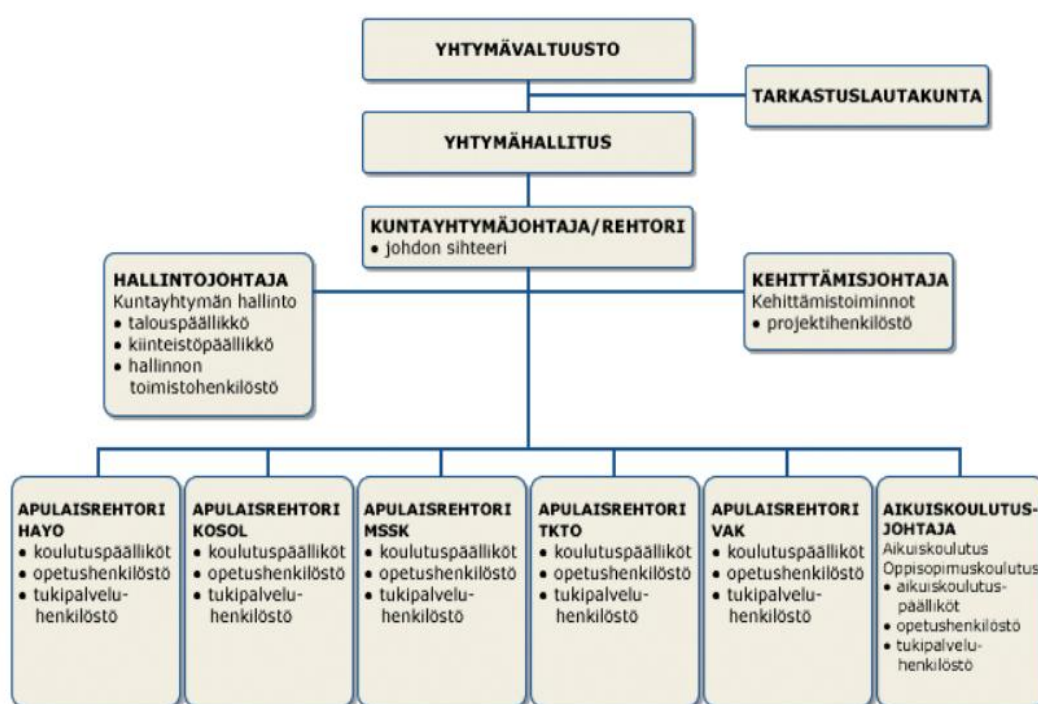 YHTYMÄVALTUUSTO
TARKASTUSLAUTAKUNTA
YHTYMÄHALLITUS
KUNTAYHTYMÄJOHTAJA/REHTORI
• johdon sihteeri
HALLINTOJOHTAJA
Kuntayhtymän hallinto
• talouspäällikkö
• kiinteistöpäällikkö
• hallinnon
toimistohenkilöstö
KEHITTÄMISJOHTAJA
Kehittämistoiminnot
• projektihenkilöstö
APULAISREHTORI
HAYO
• koulutuspäälliköt
• opetushenkilöstö
• tukipalvelu-
henkilöstö
APULAISREHTORI
KOSOL
• koulutuspäälliköt
• opetushenkilöstö
• tukipalvelu-
henkilöstö
APULAISREHTORI
MSSK
• koulutuspäälliköt
• opetushenkilöstö
• tukipalvelu-
henkilöstö
APULAISREHTORI
TKTO
• koulutuspäälliköt
• opetushenkilöstö
• tukipalvelu-
henkilöstö
APULAISREHTORI
VAK
• koulutuspäälliköt
• opetushenkilöstö
• tukipalvelu-
henkilöstö
AIKUISKOULUTUS-
JOHTAJA
Aikuiskoulutus
Oppisopimuskoulutus
• aikuiskoulutus-
päälliköt
• opetushenkilöstö
• tukipalvelu-
henkilöstö